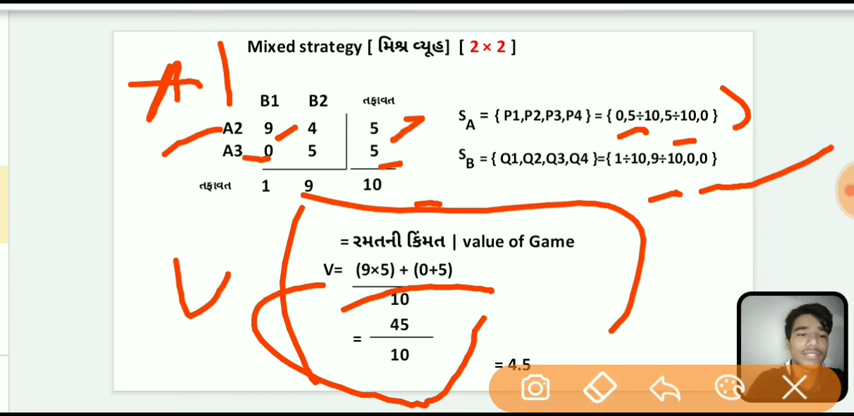 Mixed strategy [ મિશ્ર વ્યૂહ] [ 2 × 2 ]
B1 B2 તફાવત
A2 9 4 5
A3 0 5 5
તફાવત 1 9 10
S_A = { P1,P2,P3,P4 } = { 0,5÷10,5÷10,0 }
S_B = { Q1,Q2,Q3,Q4 }={ 1÷10,9÷10,0,0 }
= રમતની કિંમત | value of Game
V= (9×5) + (0+5)
10
= 45
10
= 4.5